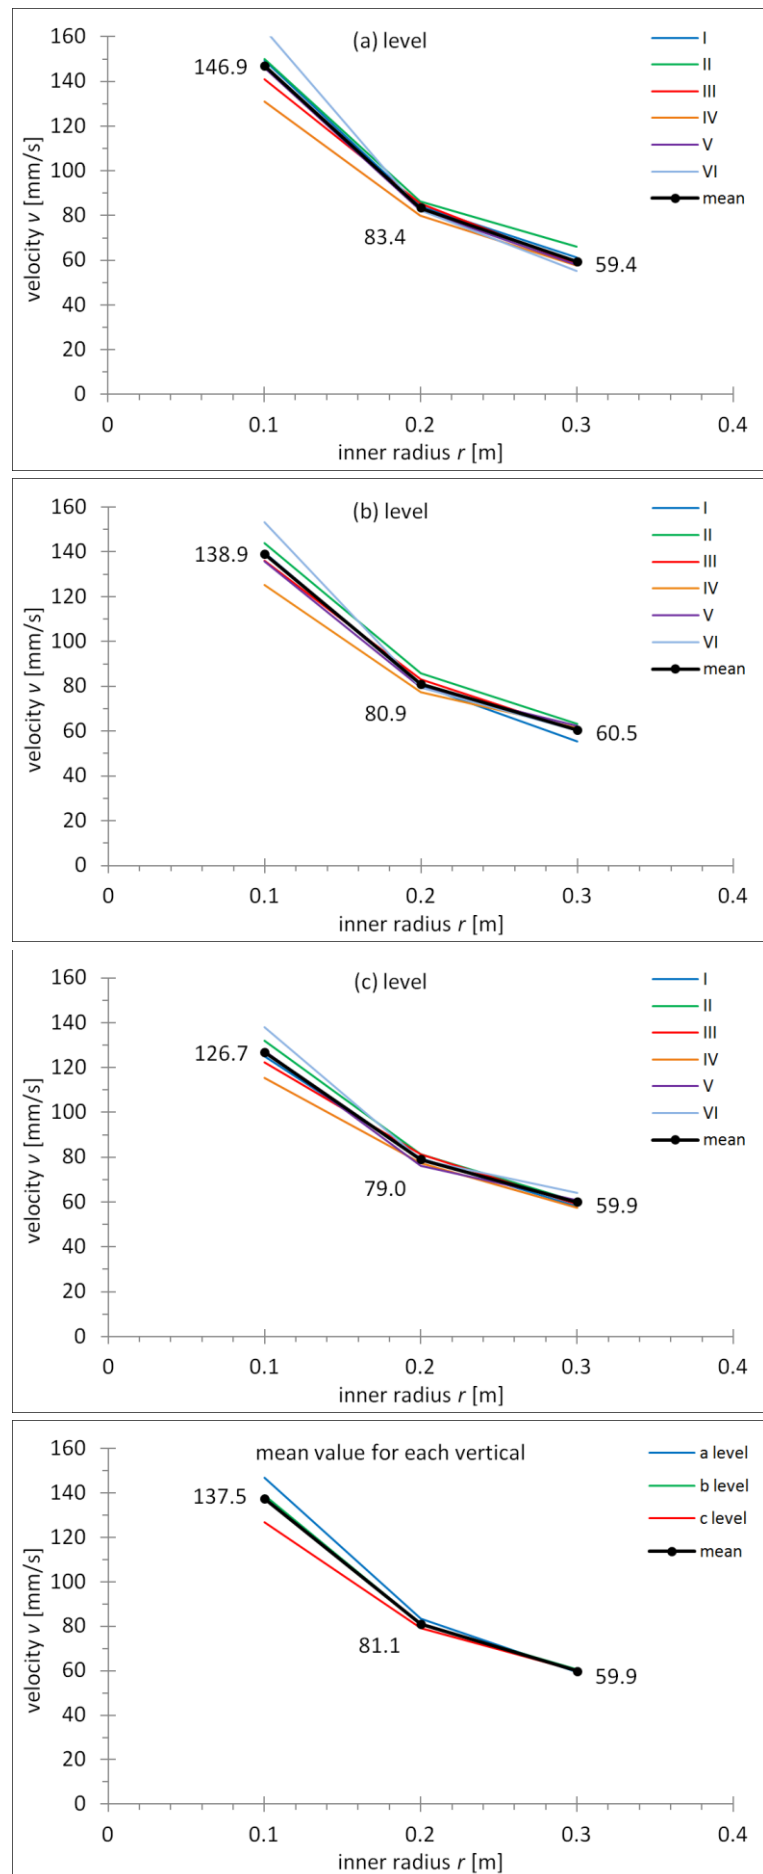 (a) level
velocity v [mm/s]
160
140
120
100
80
60
40
20
0
146.9
83.4
59.4
I
II
III
IV
V
VI
mean
0 0.1 0.2 0.3 0.4
inner radius r [m]
(b) level
velocity v [mm/s]
160
140
120
100
80
60
40
20
0
138.9
80.9
60.5
I
II
III
IV
V
VI
mean
0 0.1 0.2 0.3 0.4
inner radius r [m]
(c) level
velocity v [mm/s]
160
140
120
100
80
60
40
20
0
126.7
79.0
59.9
I
II
III
IV
V
VI
mean
0 0.1 0.2 0.3 0.4
inner radius r [m]
mean value for each vertical
velocity v [mm/s]
160
140
120
100
80
60
40
20
0
137.5
81.1
59.9
a level
b level
c level
mean
0 0.1 0.2 0.3 0.4
inner radius r [m]